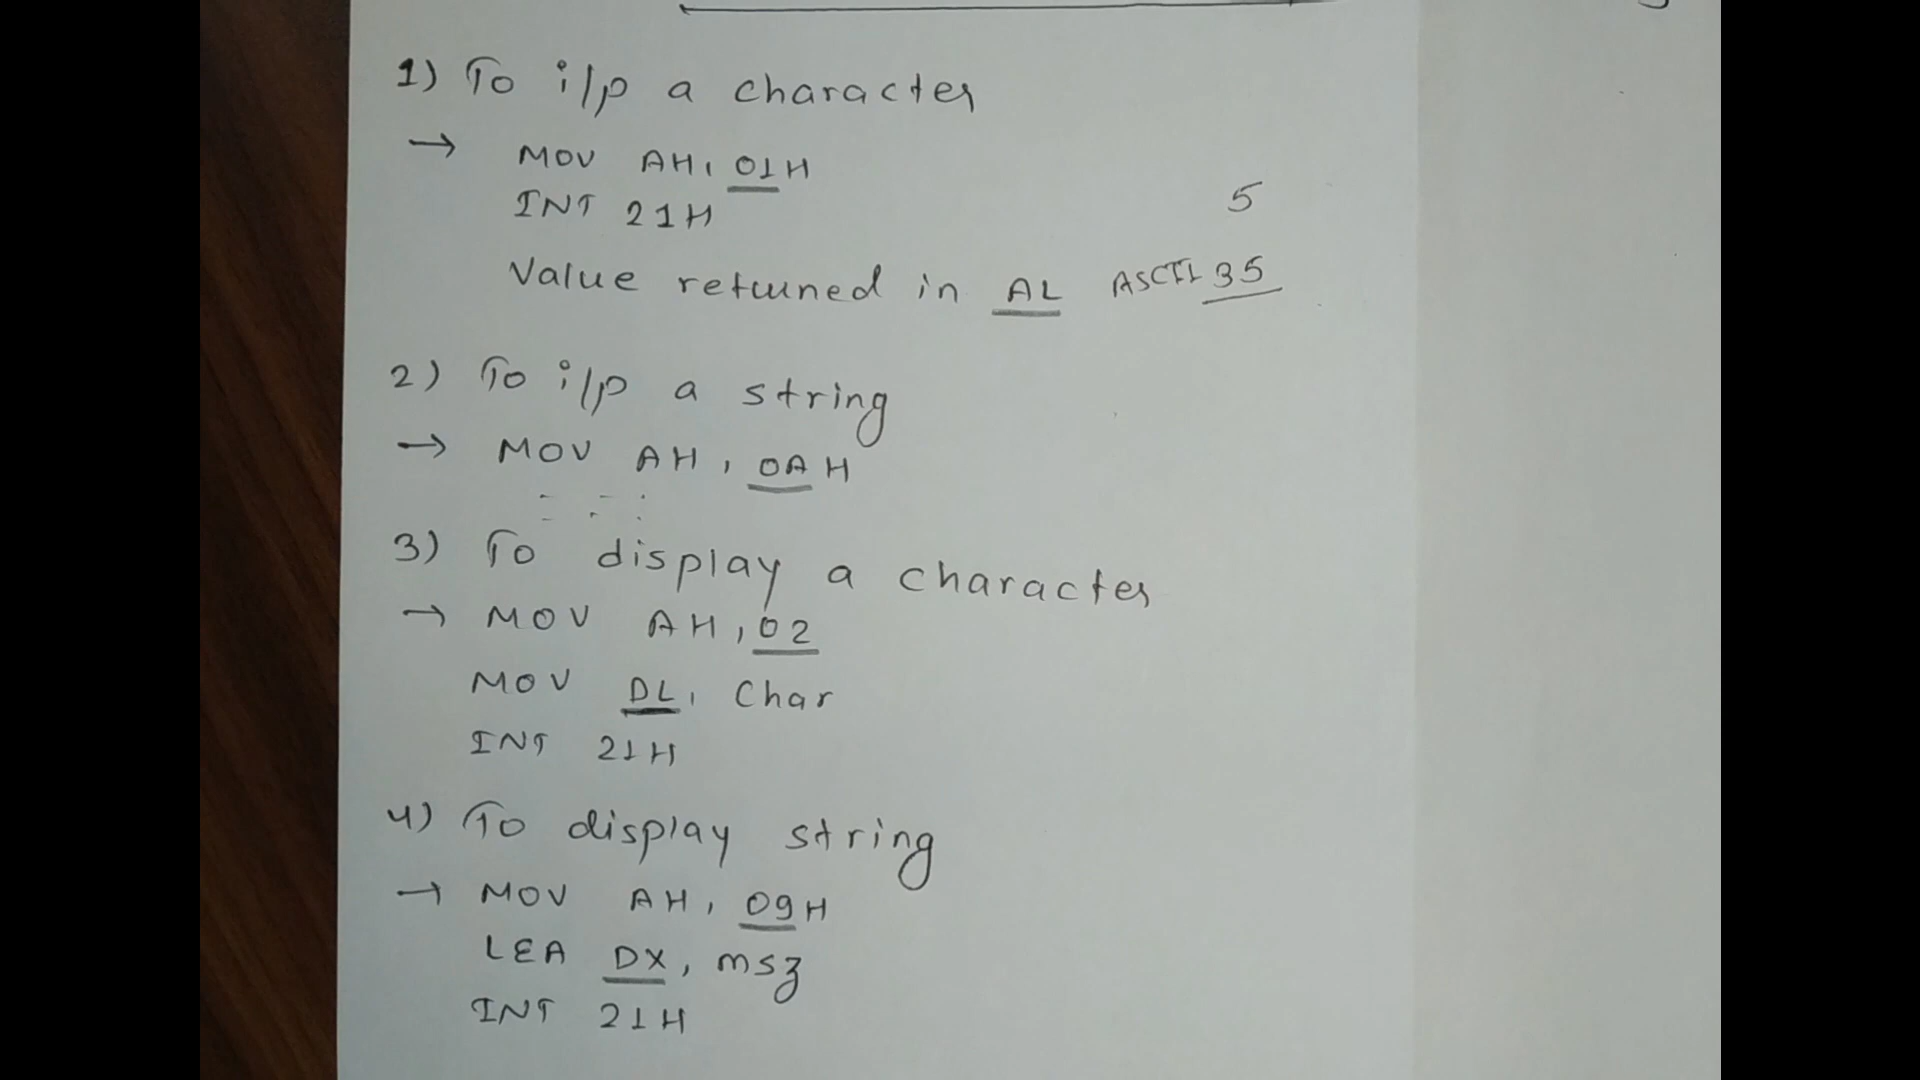 1) To i/p a character
→ MOV AH, 01H
INT 21H
5
Value returned in AL ASCII 35
2) To i/p a string
→ MOV AH, 0AH
3) To display a character
→ MOV AH, 02
MOV DL, Char
INT 21H
4) To display string
→ MOV AH, 09H
LEA DX, msg
INT 21H